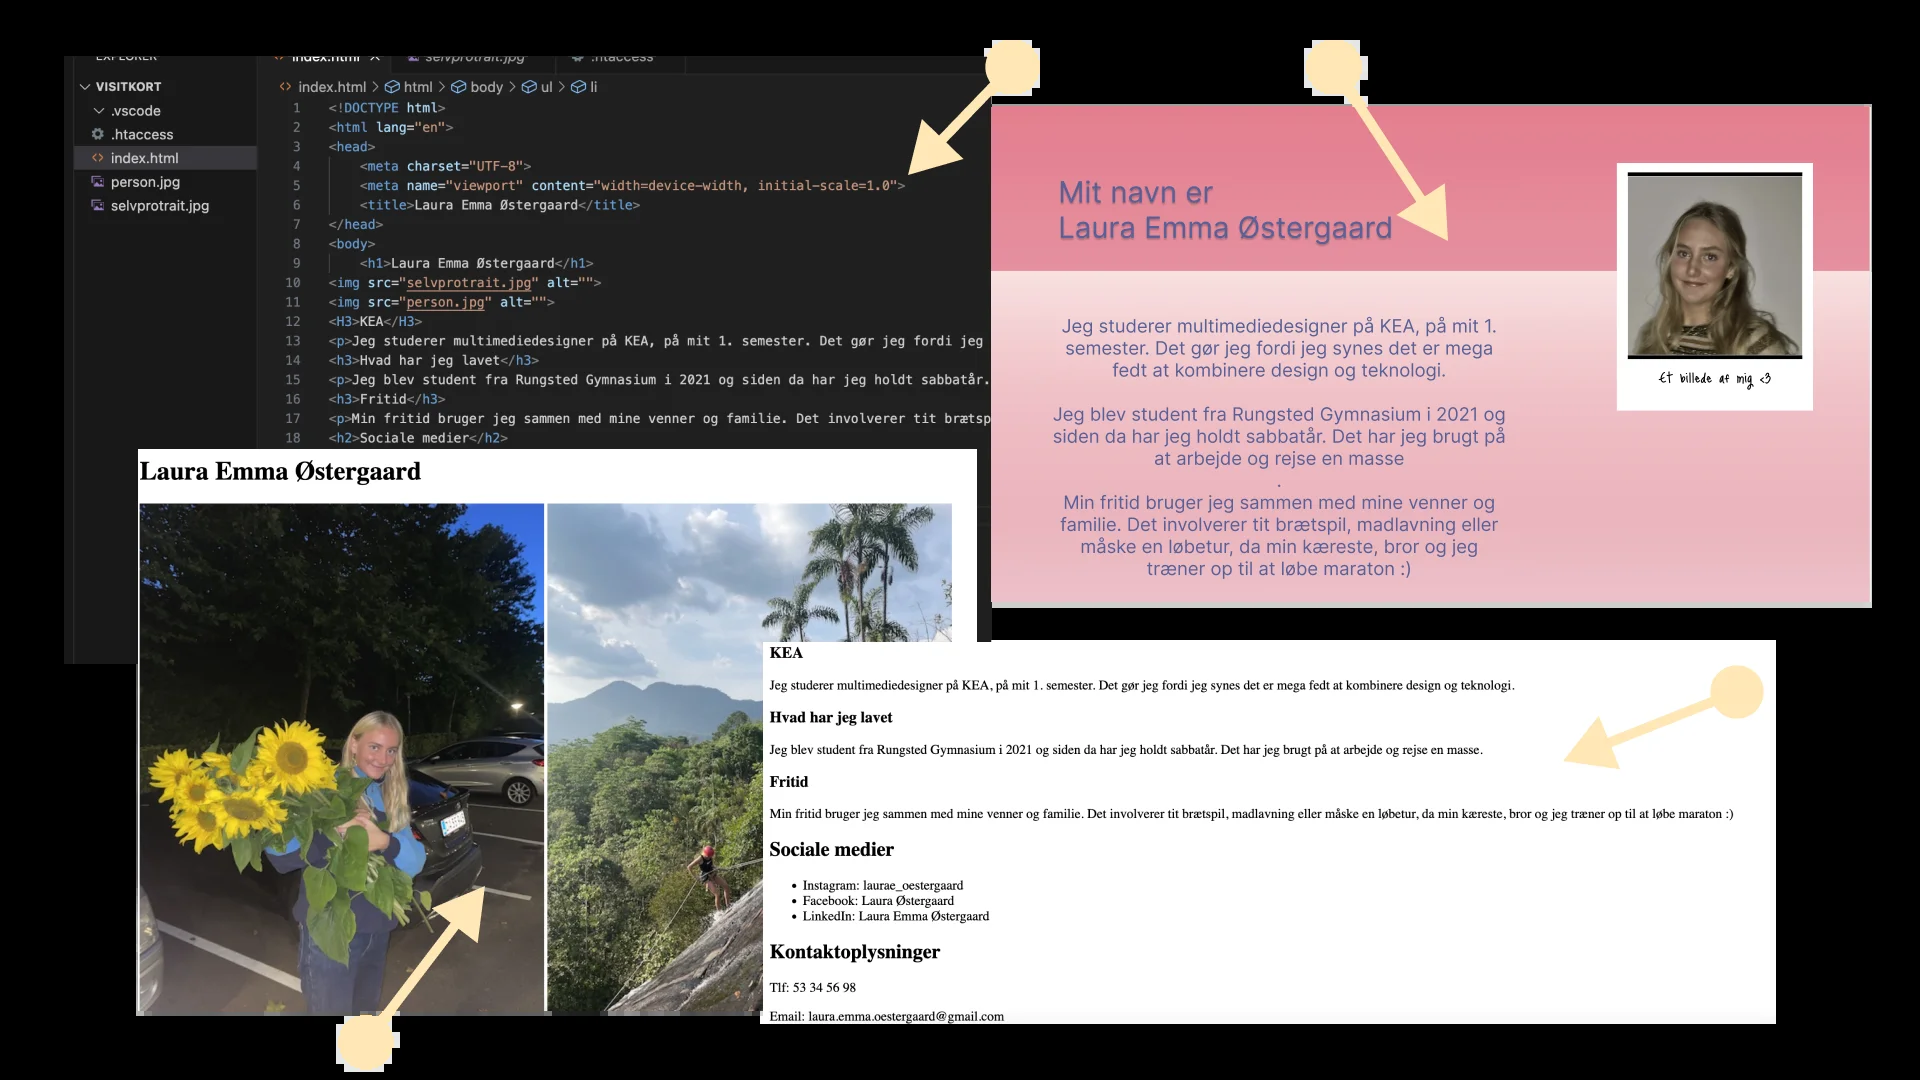 EXPLORER
VISITKORT
.vscode
.htaccess
index.html
person.jpg
selvprotrait.jpg
index.html
selvprotrait.jpg
.htaccess
index.html > html > body > ul > li
1 <!DOCTYPE html>
2 <html lang="en">
3 <head>
4 <meta charset="UTF-8">
5 <meta name="viewport" content="width=device-width, initial-scale=1.0">
6 <title>Laura Emma Østergaard</title>
7 </head>
8 <body>
9 <h1>Laura Emma Østergaard</h1>
10 <img src="selvprotrait.jpg" alt="">
11 <img src="person.jpg" alt="">
12 <H3>KEA</H3>
13 <p>Jeg studerer multimediedesigner på KEA, på mit 1. semester. Det gør jeg fordi jeg
14 <h3>Hvad har jeg lavet</h3>
15 <p>Jeg blev student fra Rungsted Gymnasium i 2021 og siden da har jeg holdt sabbatår.
16 <h3>Fritid</h3>
17 <p>Min fritid bruger jeg sammen med mine venner og familie. Det involverer tit brætsp
18 <h2>Sociale medier</h2>
Mit navn er
Laura Emma Østergaard
Jeg studerer multimediedesigner på KEA, på mit 1.
semester. Det gør jeg fordi jeg synes det er mega
fedt at kombinere design og teknologi.
Jeg blev student fra Rungsted Gymnasium i 2021 og
siden da har jeg holdt sabbatår. Det har jeg brugt på
at arbejde og rejse en masse
.
Min fritid bruger jeg sammen med mine venner og
familie. Det involverer tit brætspil, madlavning eller
måske en løbetur, da min kæreste, bror og jeg
træner op til at løbe maraton :)
Et billede af mig <3
Laura Emma Østergaard
KEA
Jeg studerer multimediedesigner på KEA, på mit 1. semester. Det gør jeg fordi jeg synes det er mega fedt at kombinere design og teknologi.
Hvad har jeg lavet
Jeg blev student fra Rungsted Gymnasium i 2021 og siden da har jeg holdt sabbatår. Det har jeg brugt på at arbejde og rejse en masse.
Fritid
Min fritid bruger jeg sammen med mine venner og familie. Det involverer tit brætspil, madlavning eller måske en løbetur, da min kæreste, bror og jeg træner op til at løbe maraton :)
Sociale medier
• Instagram: laurae_oestergaard
• Facebook: Laura Østergaard
• LinkedIn: Laura Emma Østergaard
Kontaktoplysninger
Tlf: 53 34 56 98
Email: laura.emma.oestergaard@gmail.com